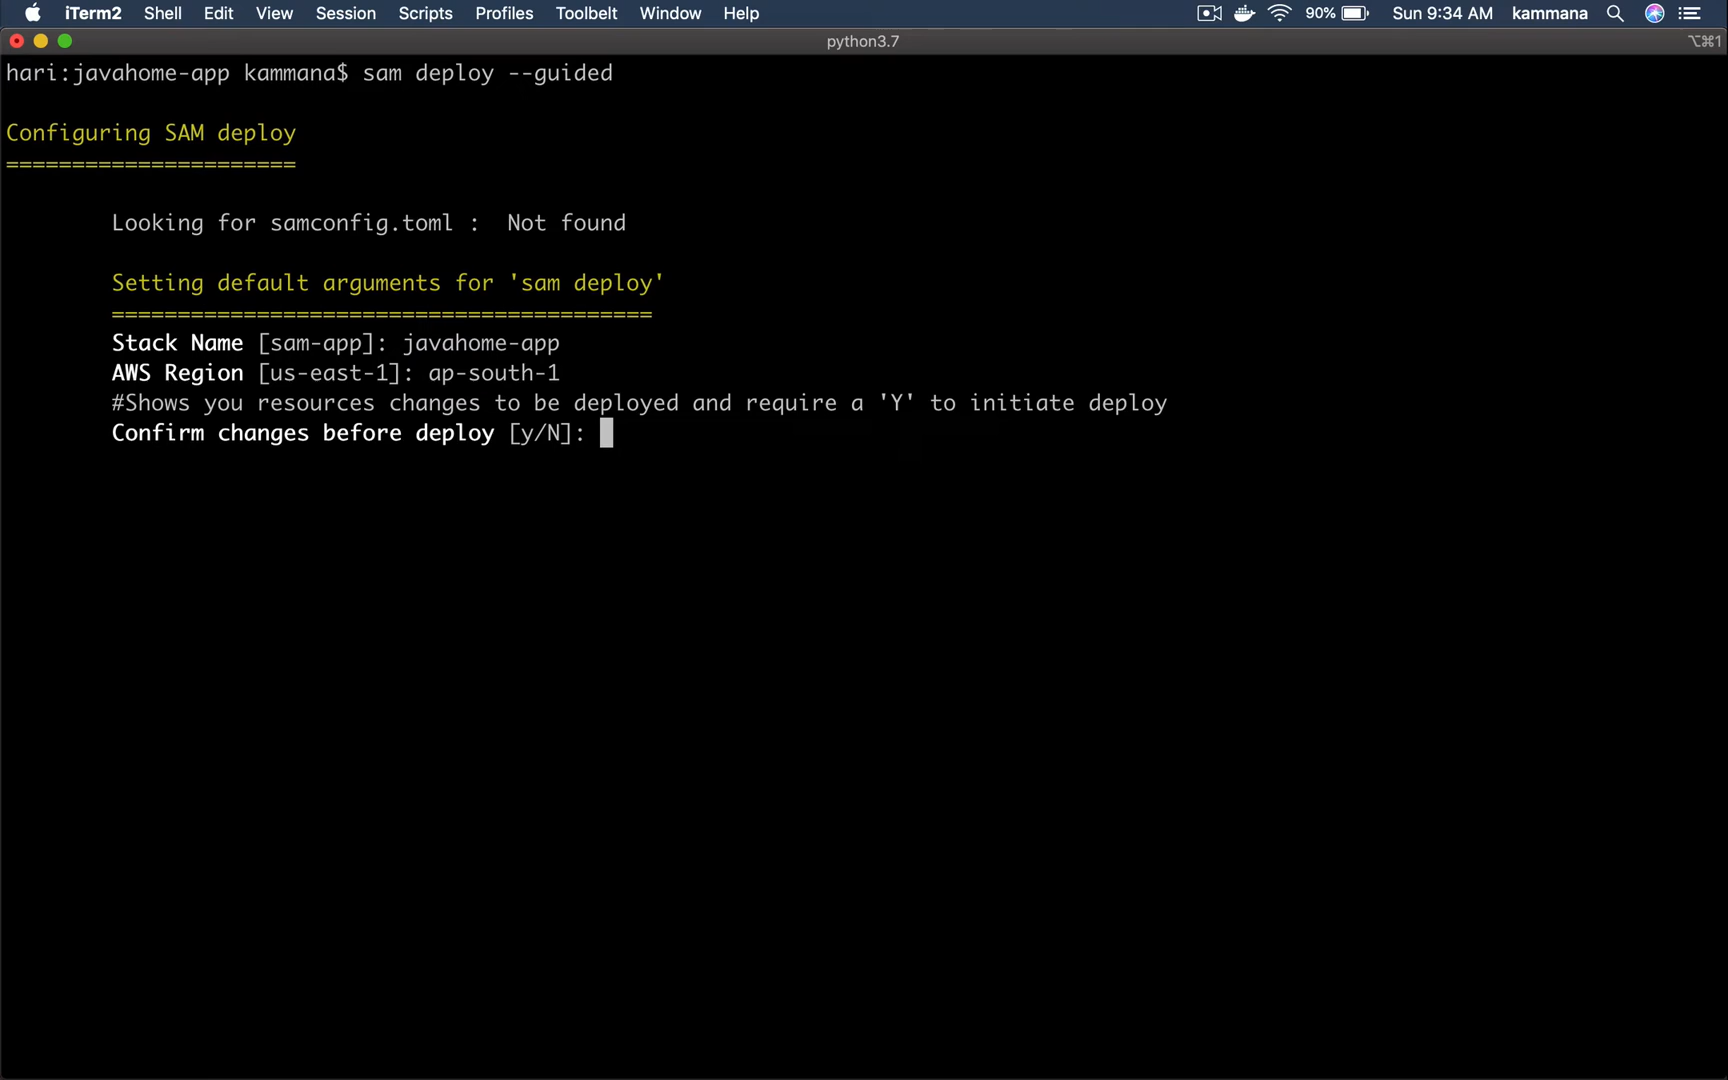 iTerm2 Shell Edit View Session Scripts Profiles Toolbelt Window Help 90% Sun 9:34 AM kammana
python3.7 ⌥⌘1
hari:javahome-app kammana$ sam deploy --guided
Configuring SAM deploy
======================
Looking for samconfig.toml :  Not found
Setting default arguments for 'sam deploy'
=========================================
Stack Name [sam-app]: javahome-app
AWS Region [us-east-1]: ap-south-1
#Shows you resources changes to be deployed and require a 'Y' to initiate deploy
Confirm changes before deploy [y/N]: